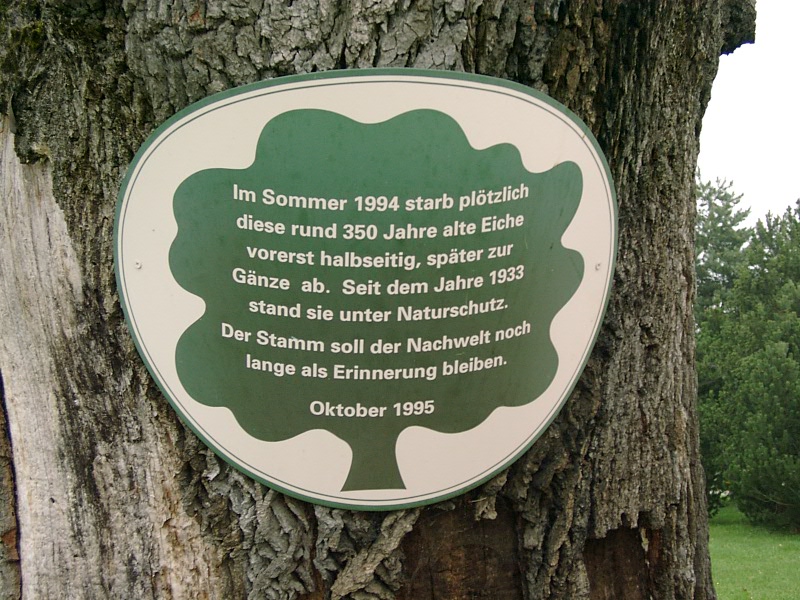 Im Sommer 1994 starb plötzlich
diese rund 350 Jahre alte Eiche
vorerst halbseitig, später zur
Gänze ab. Seit dem Jahre 1933
stand sie unter Naturschutz.
Der Stamm soll der Nachwelt noch
lange als Erinnerung bleiben.
Oktober 1995